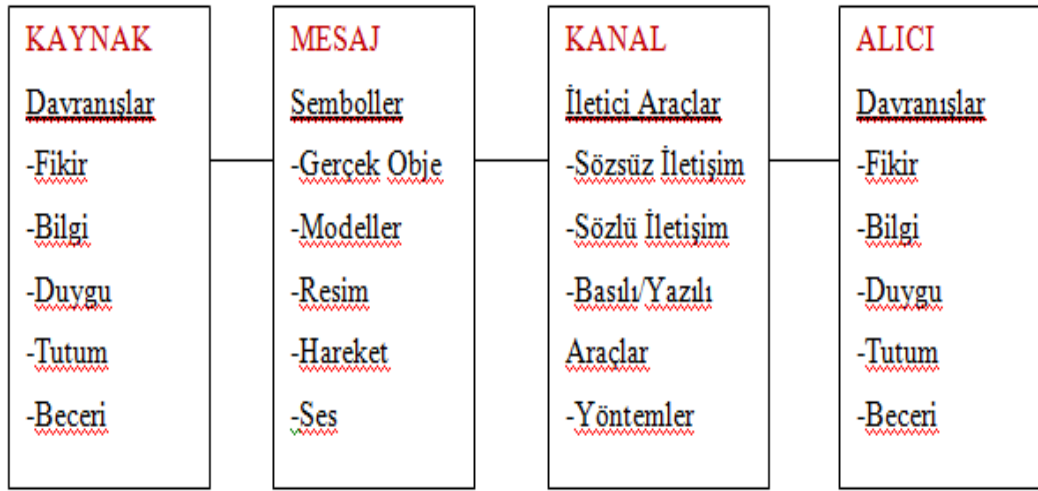 KAYNAK
Davranışlar
-Fikir
-Bilgi
-Duygu
-Tutum
-Beceri
MESAJ
Semboller
-Gerçek Obje
-Modeller
-Resim
-Hareket
-Ses
KANAL
İletici Araçlar
-Sözsüz İletişim
-Sözlü İletişim
-Basılı/Yazılı
Araçlar
-Yöntemler
ALICI
Davranışlar
-Fikir
-Bilgi
-Duygu
-Tutum
-Beceri